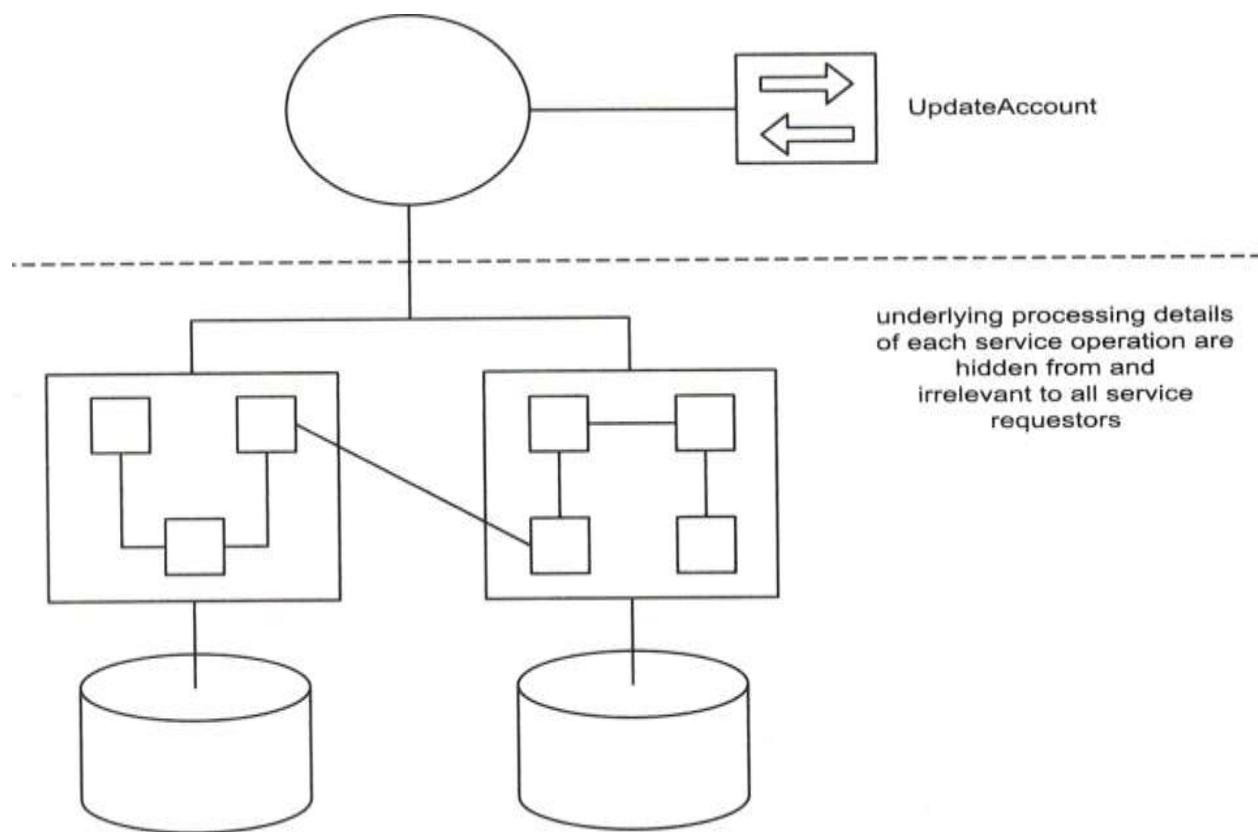 UpdateAccount
underlying processing details
of each service operation are
hidden from and
irrelevant to all service
requestors